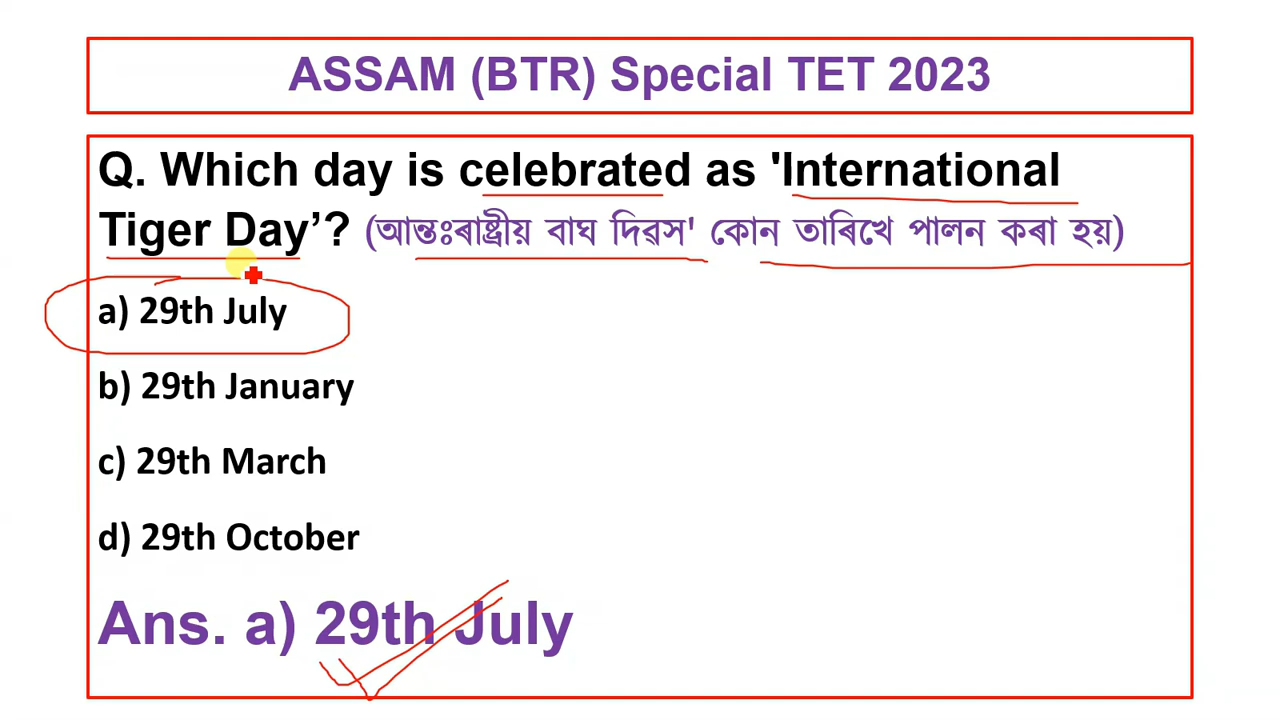 ASSAM (BTR) Special TET 2023
Q. Which day is celebrated as 'International
Tiger Day’? (আন্তঃৰাষ্ট্ৰীয় বাঘ দিৱস' কোন তাৰিখে পালন কৰা হয়)
a) 29th July
b) 29th January
c) 29th March
d) 29th October
Ans. a) 29th July